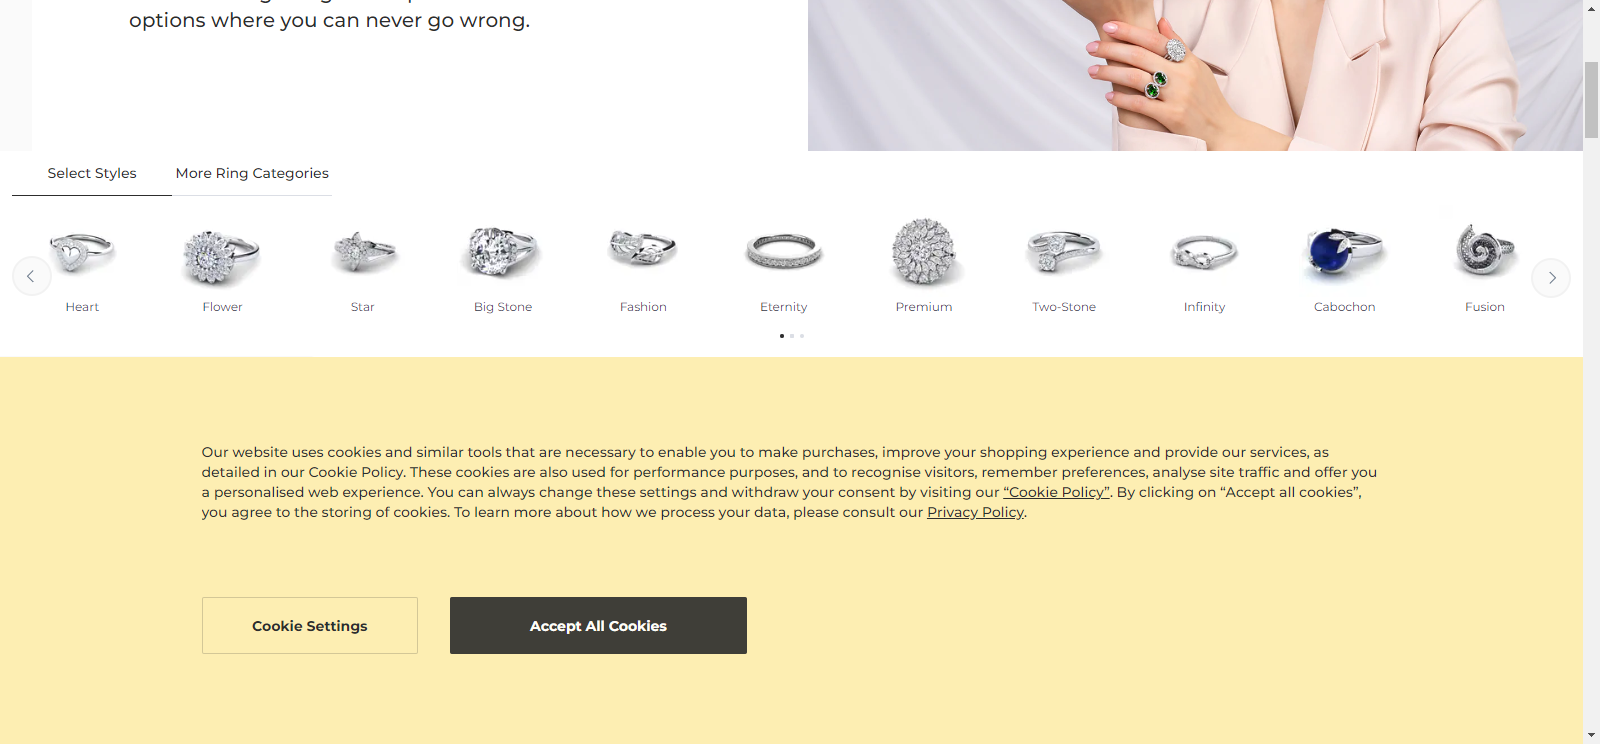 options where you can never go wrong.
Select Styles
More Ring Categories
Heart
Flower
Star
Big Stone
Fashion
Eternity
Premium
Two-Stone
Infinity
Cabochon
Fusion
Our website uses cookies and similar tools that are necessary to enable you to make purchases, improve your shopping experience and provide our services, as
detailed in our Cookie Policy. These cookies are also used for performance purposes, and to recognise visitors, remember preferences, analyse site traffic and offer you
a personalised web experience. You can always change these settings and withdraw your consent by visiting our “Cookie Policy”. By clicking on “Accept all cookies”,
you agree to the storing of cookies. To learn more about how we process your data, please consult our Privacy Policy.
Cookie Settings
Accept All Cookies